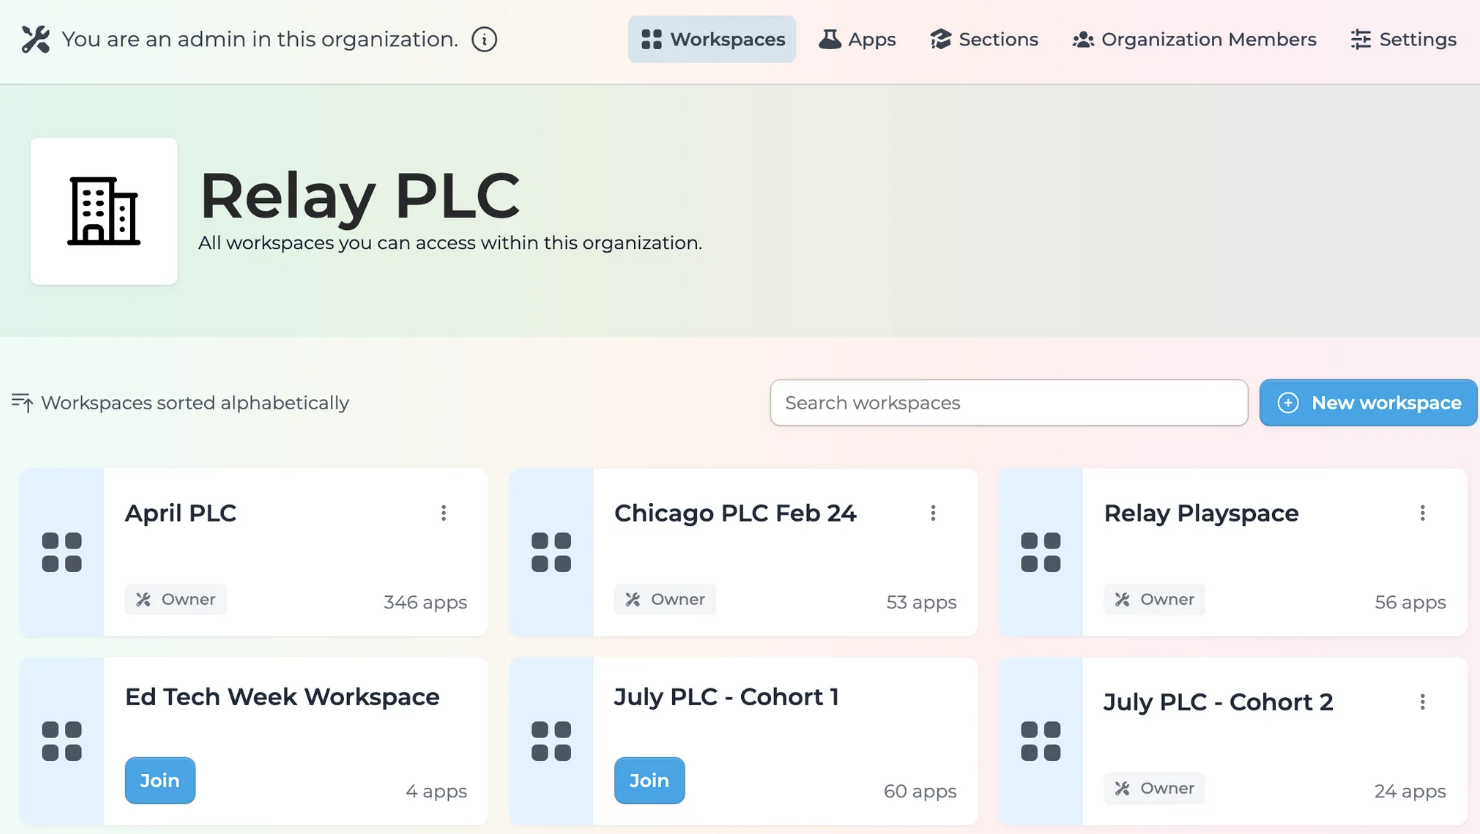 You are an admin in this organization.
Workspaces
Apps
Sections
Organization Members
Settings
Relay PLC
All workspaces you can access within this organization.
Workspaces sorted alphabetically
Search workspaces
New workspace
April PLC
Owner
346 apps
Chicago PLC Feb 24
Owner
53 apps
Relay Playspace
Owner
56 apps
Ed Tech Week Workspace
Join
4 apps
July PLC - Cohort 1
Join
60 apps
July PLC - Cohort 2
Owner
24 apps